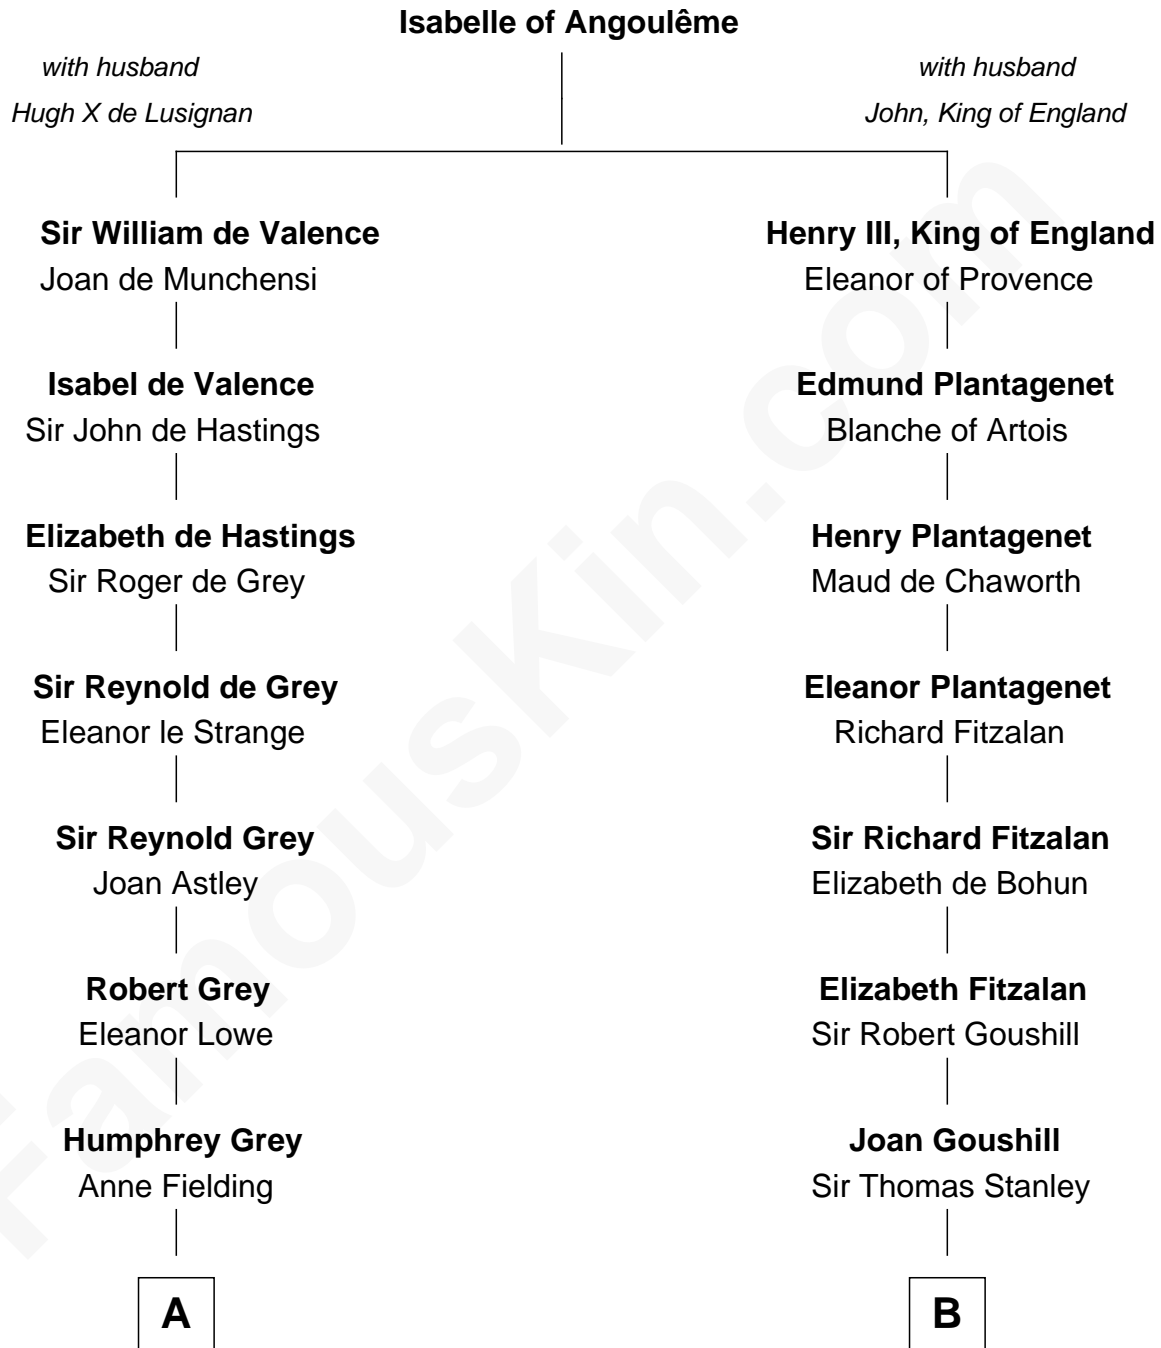 Isabelle of Angoulême
with husband
Hugh X de Lusignan
with husband
John, King of England
Sir William de Valence
Joan de Munchensi
Henry III, King of England
Eleanor of Provence
Isabel de Valence
Sir John de Hastings
Edmund Plantagenet
Blanche of Artois
Elizabeth de Hastings
Sir Roger de Grey
Henry Plantagenet
Maud de Chaworth
Sir Reynold de Grey
Eleanor le Strange
Eleanor Plantagenet
Richard Fitzalan
Sir Reynold Grey
Joan Astley
Sir Richard Fitzalan
Elizabeth de Bohun
Robert Grey
Eleanor Lowe
Elizabeth Fitzalan
Sir Robert Goushill
Humphrey Grey
Anne Fielding
Joan Goushill
Sir Thomas Stanley
A
B
FamousKin.com